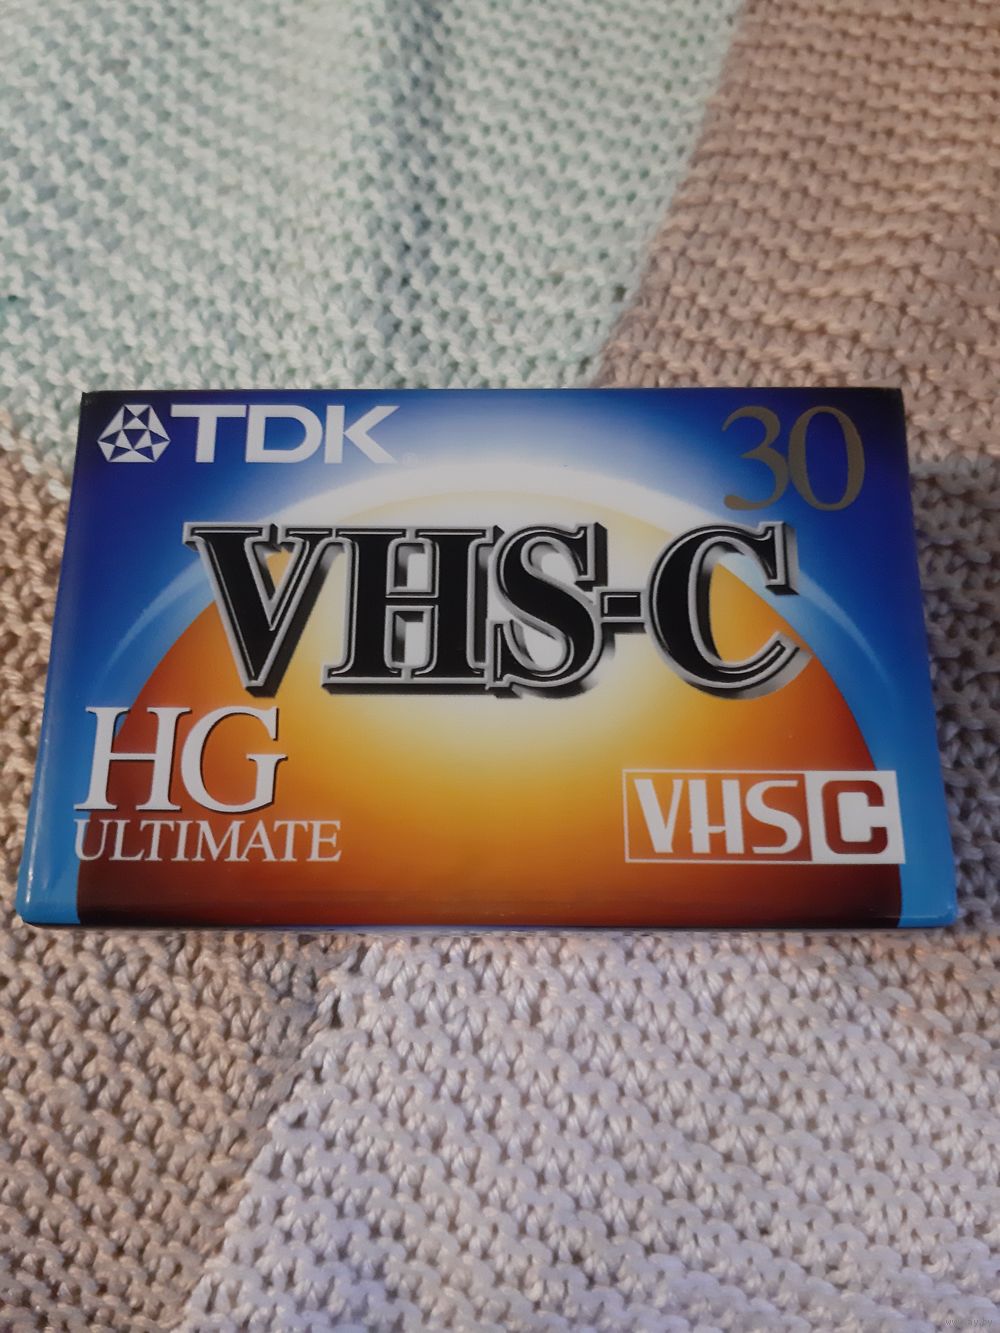 TDK
30
VHS-C
HG
ULTIMATE
VHS C